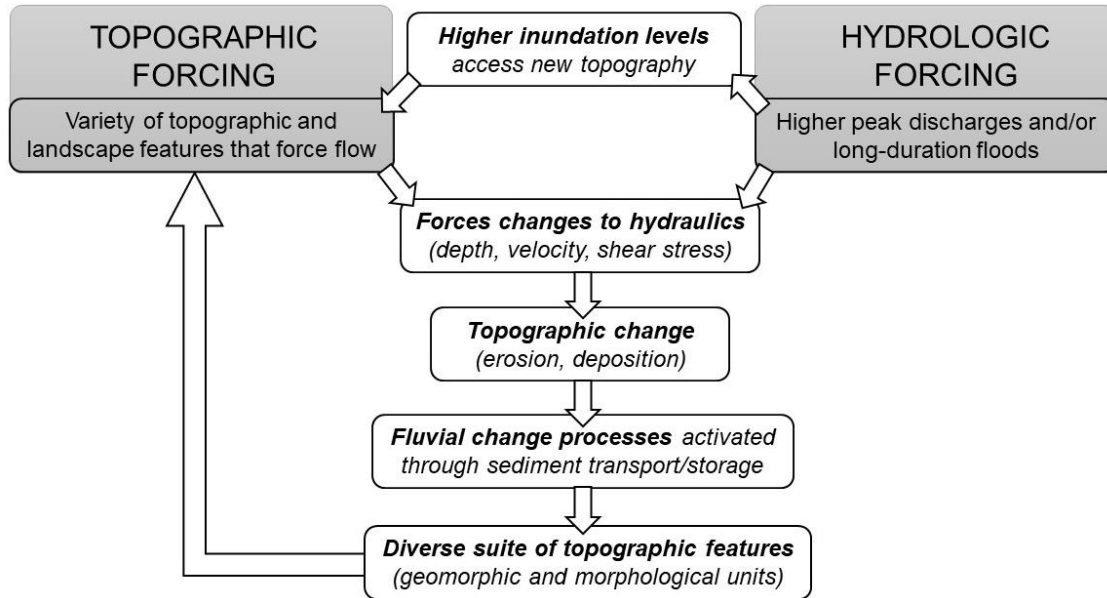 TOPOGRAPHIC
FORCING
Variety of topographic and
landscape features that force flow
Higher inundation levels
access new topography
HYDROLOGIC
FORCING
Higher peak discharges and/or
long-duration floods
Forces changes to hydraulics
(depth, velocity, shear stress)
Topographic change
(erosion, deposition)
Fluvial change processes activated
through sediment transport/storage
Diverse suite of topographic features
(geomorphic and morphological units)